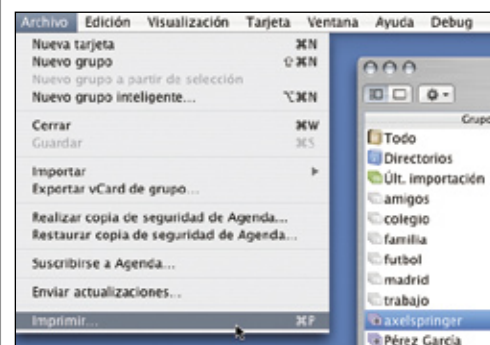 Archivo Edición Visualización Tarjeta Ventana Ayuda Debug
Nueva tarjeta ⌘N
Nuevo grupo ⇧⌘N
Nuevo grupo a partir de selección
Nuevo grupo inteligente... ⌥⌘N
Cerrar ⌘W
Guardar ⌘S
Importar
Exportar vCard de grupo...
Realizar copia de seguridad de Agenda...
Restaurar copia de seguridad de Agenda...
Suscribirse a Agenda...
Enviar actualizaciones...
Imprimir... ⌘P
Grupo
Todo
Directorios
Últ. importación
amigos
colegio
familia
futbol
madrid
trabajo
axelspringer
Pérez García